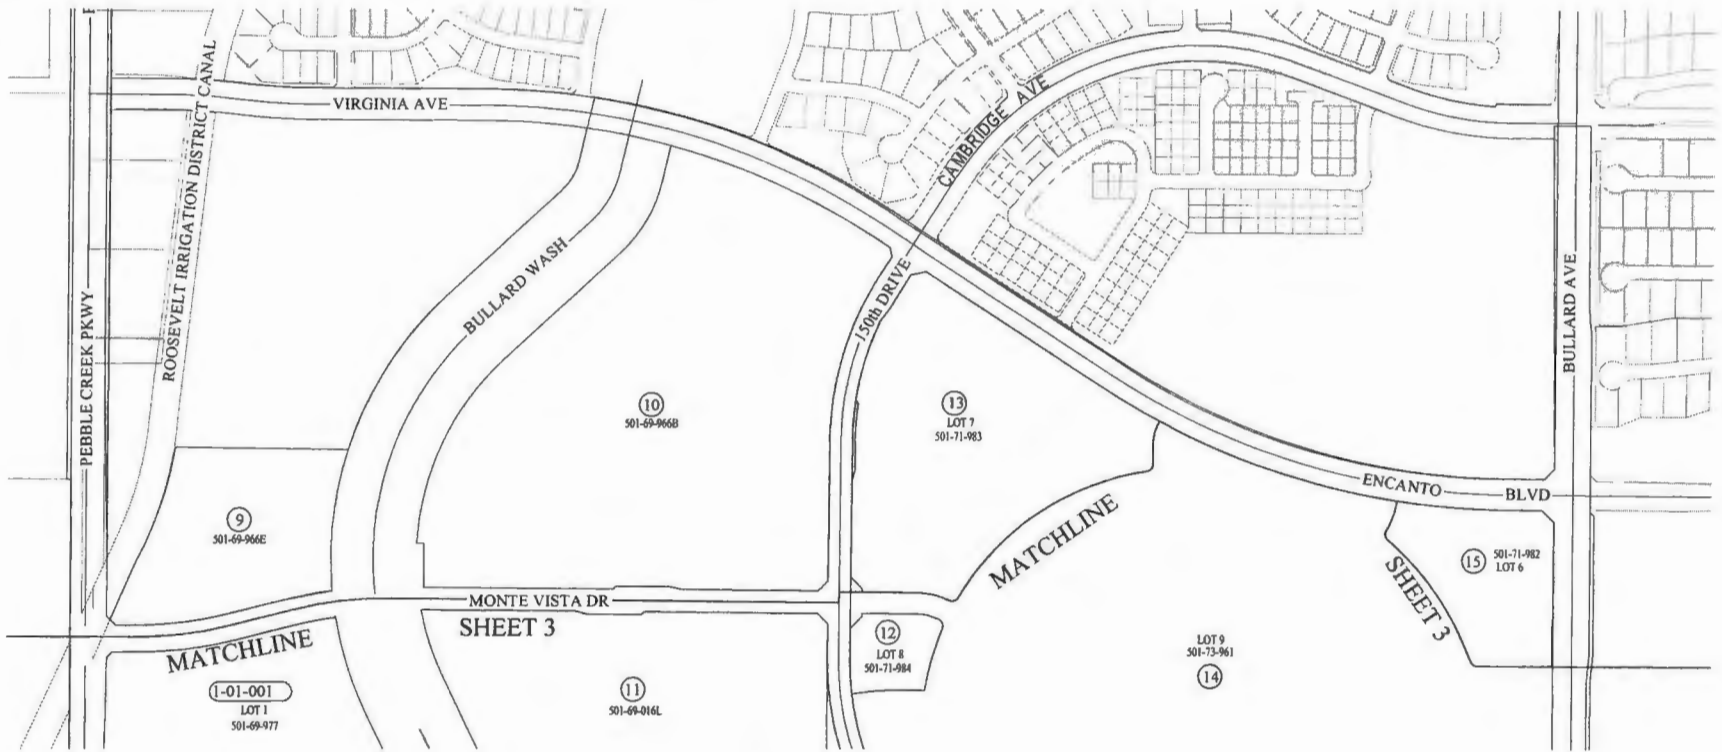 VIRGINIA AVE
ROOSEVELT IRRIGATION DISTRICT CANAL
CAMBRIDGE AVE
BULLARD WASH
150th DRIVE
PEBBLE CREEK PKWY
BULLARD AVE
10
501-69-966B
13
LOT 7
501-71-983
ENCANTO BLVD
9
501-69-966E
MATCHLINE
SHEET 3
15
501-71-982
LOT 6
MONTE VISTA DR
SHEET 3
MATCHLINE
12
LOT 8
501-71-984
LOT 9
501-73-961
14
1-01-001
LOT 1
501-69-977
11
501-69-016L